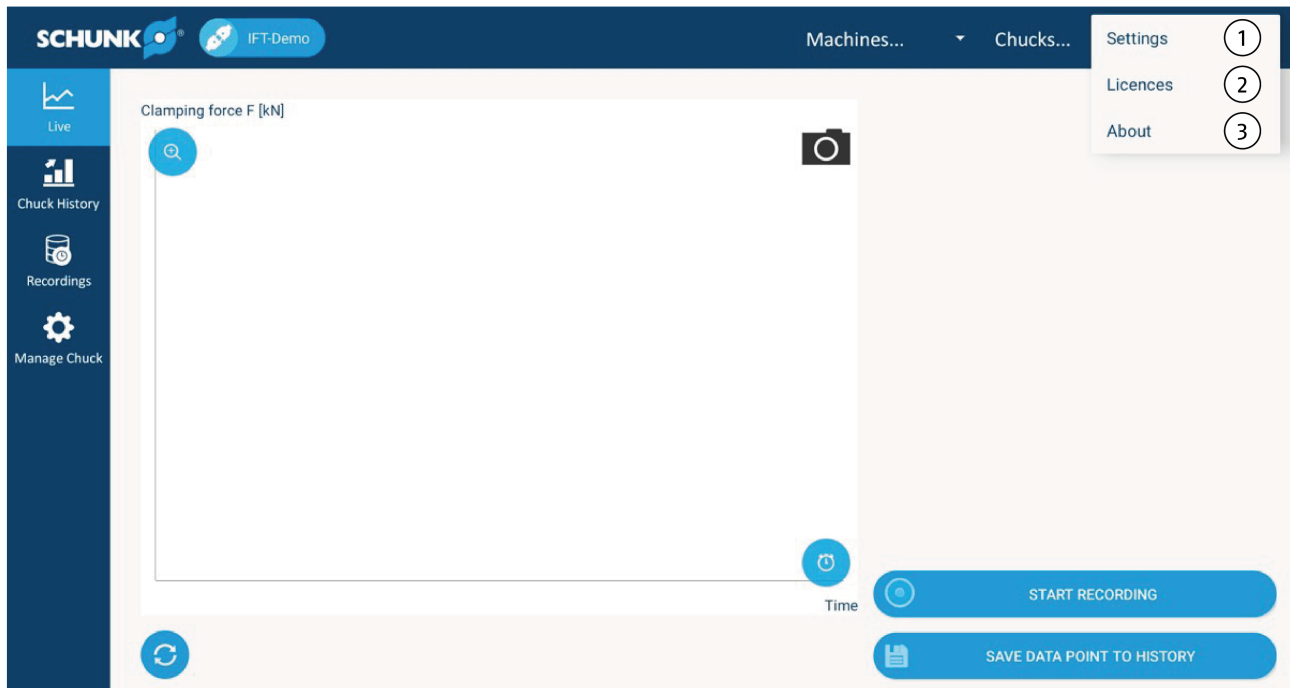 SCHUNK ®
IFT-Demo
Machines...
Chucks...
Settings 1
Licences 2
About 3
Live
Chuck History
Recordings
Manage Chuck
Clamping force F [kN]
Time
START RECORDING
SAVE DATA POINT TO HISTORY